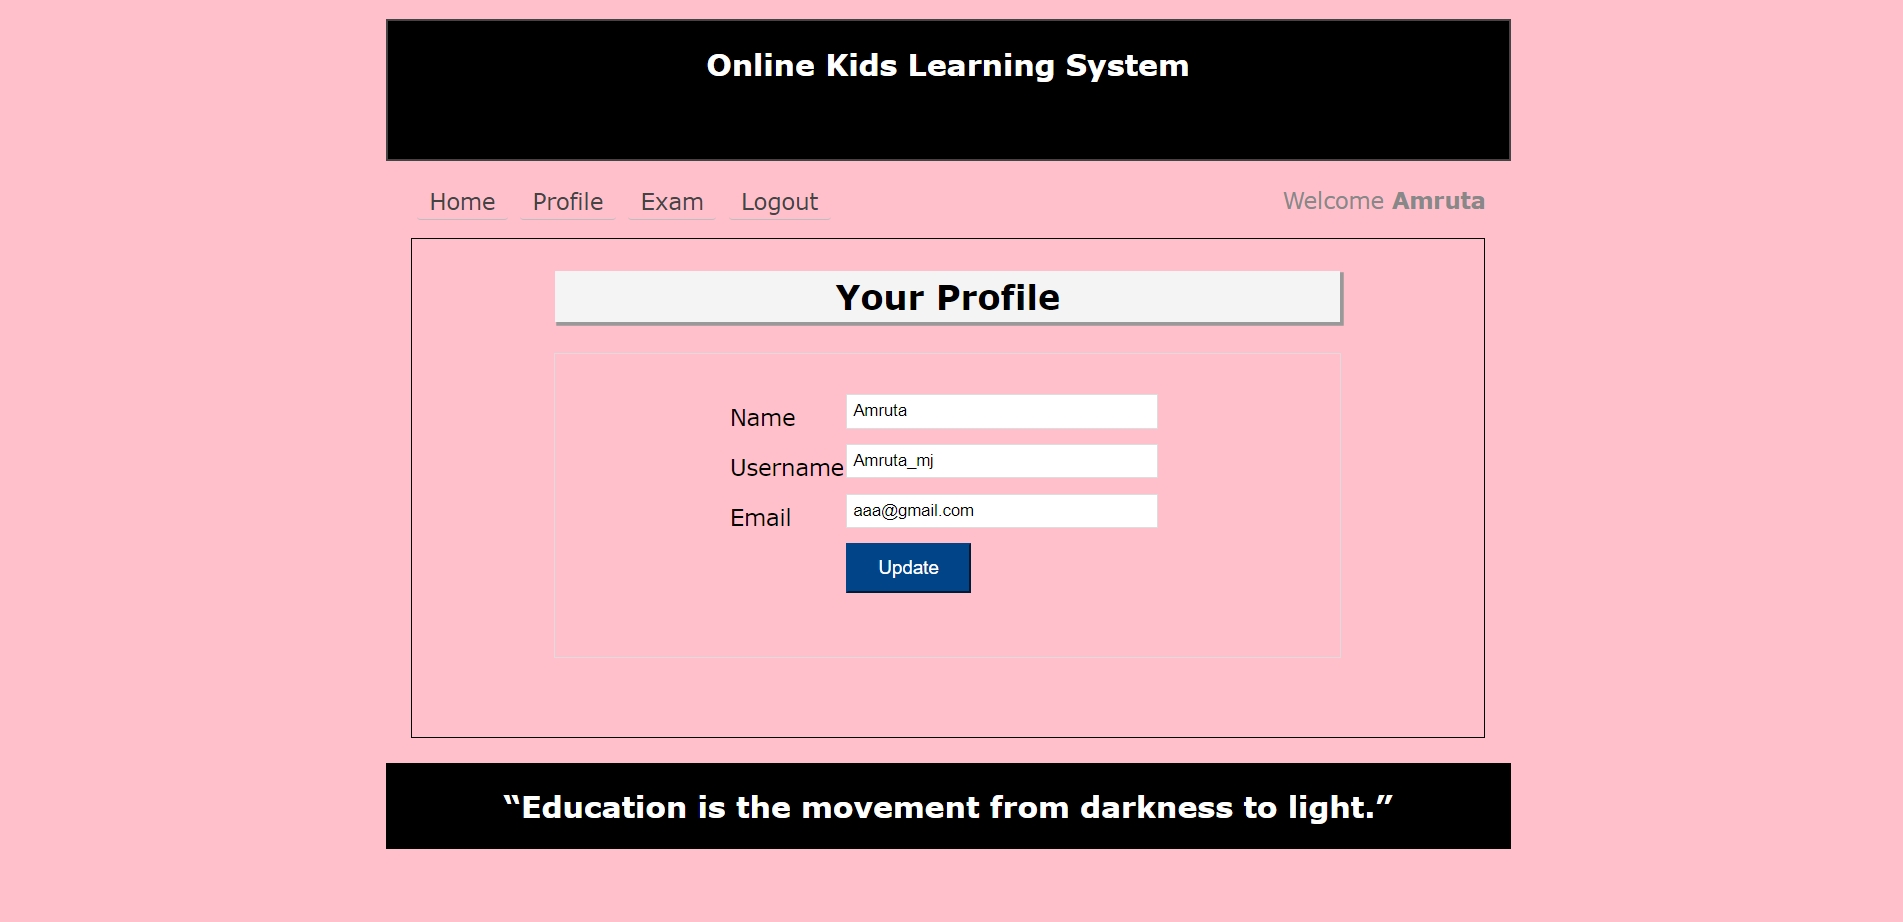 Online Kids Learning System
Home Profile Exam Logout Welcome Amruta
Your Profile
Name Amruta
Username Amruta_mj
Email aaa@gmail.com
Update
“Education is the movement from darkness to light.”